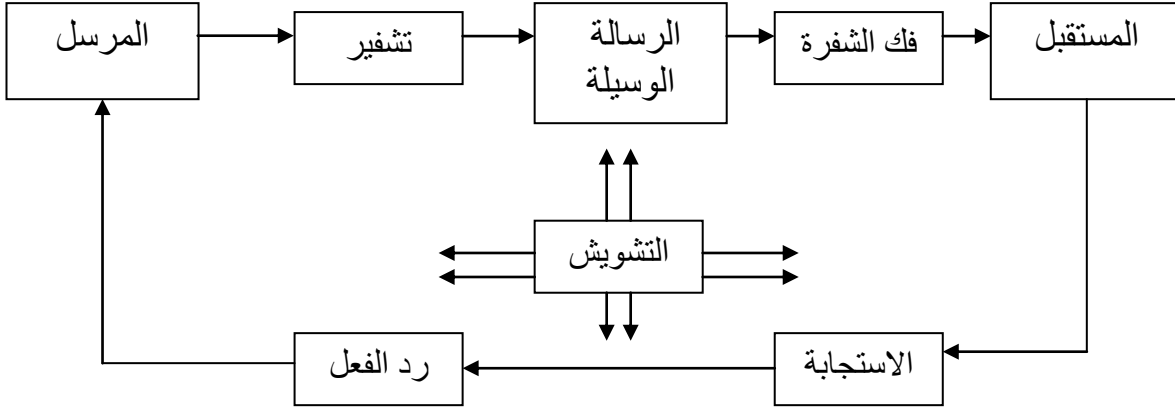 المرسل
تشفير
الرسالة
الوسيلة
فك الشفرة
المستقبل
التشويش
رد الفعل
الاستجابة